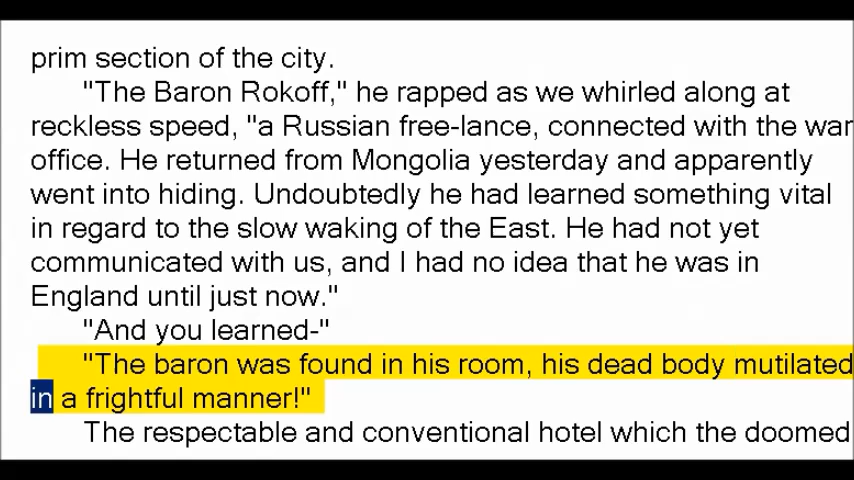 prim section of the city.
"The Baron Rokoff," he rapped as we whirled along at
reckless speed, "a Russian free-lance, connected with the war
office. He returned from Mongolia yesterday and apparently
went into hiding. Undoubtedly he had learned something vital
in regard to the slow waking of the East. He had not yet
communicated with us, and I had no idea that he was in
England until just now."
"And you learned-"
"The baron was found in his room, his dead body mutilated
in a frightful manner!"
The respectable and conventional hotel which the doomed